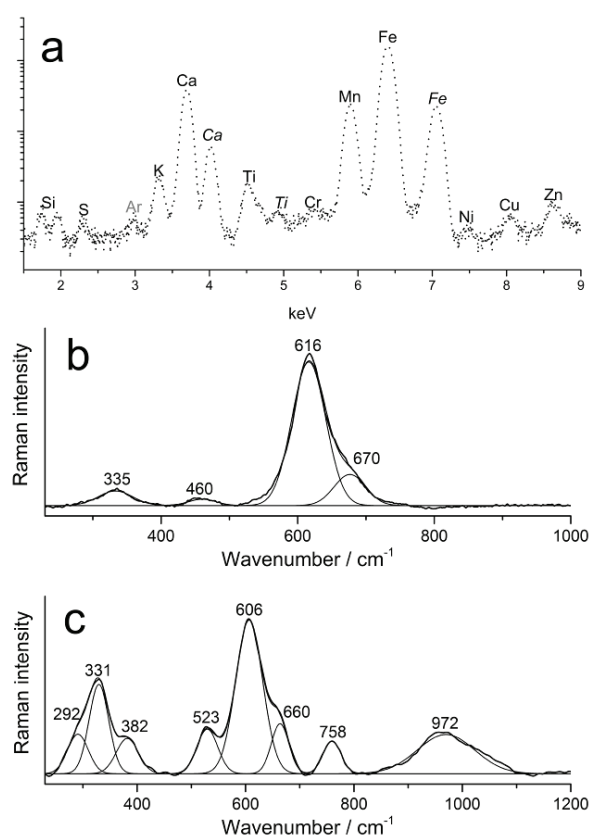 a
Si S Ar K Ca Ca Ti Ti Cr Mn Fe Fe Ni Cu Zn
2 3 4 5 6 7 8 9
keV
b
Raman intensity
335 460 616 670
400 600 800 1000
Wavenumber / cm⁻¹
c
Raman intensity
292 331 382 523 606 660 758 972
400 600 800 1000 1200
Wavenumber / cm⁻¹